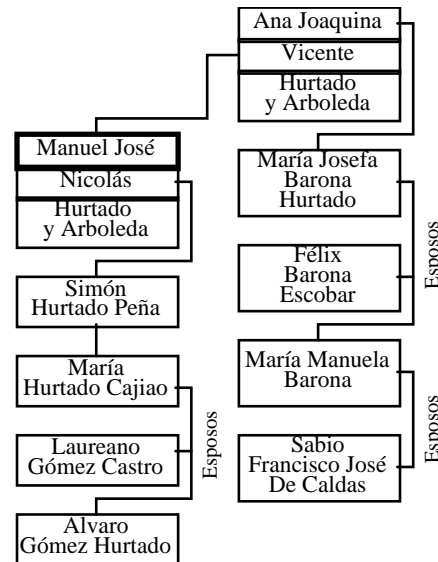 Ana Joaquina
Vicente
Hurtado
y Arboleda
Manuel José
Nicolás
Hurtado
y Arboleda
María Josefa
Barona
Hurtado
Esposos
Félix
Barona
Escobar
Simón
Hurtado Peña
María
Hurtado Cajiao
María Manuela
Barona
Esposos
Esposos
Laureano
Gómez Castro
Sabio
Francisco José
De Caldas
Alvaro
Gómez Hurtado